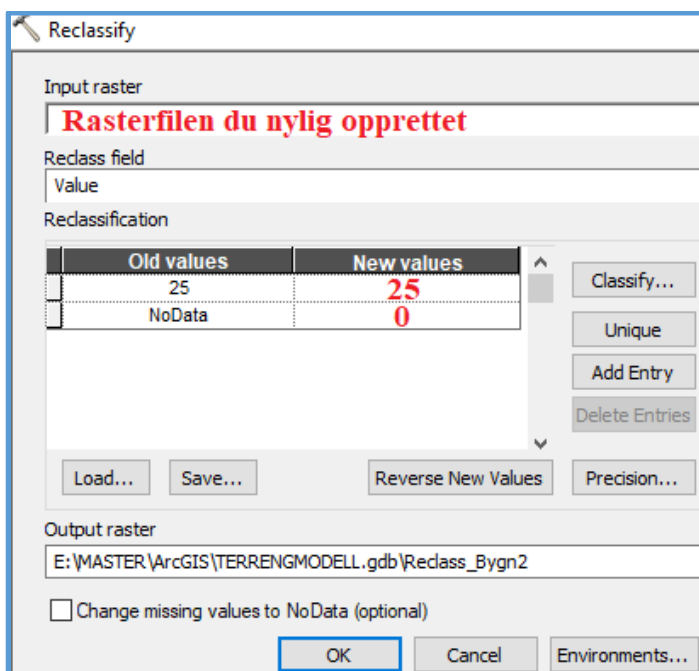 Reclassify
Input raster
Rasterfilen du nylig opprettet
Reclass field
Value
Reclassification
Old values New values
25 25
NoData 0
Classify...
Unique
Add Entry
Delete Entries
Load... Save... Reverse New Values Precision...
Output raster
E:\MASTER\ArcGIS\TERRENGMODELL.gdb\Reclass_Bygn2
Change missing values to NoData (optional)
OK Cancel Environments...